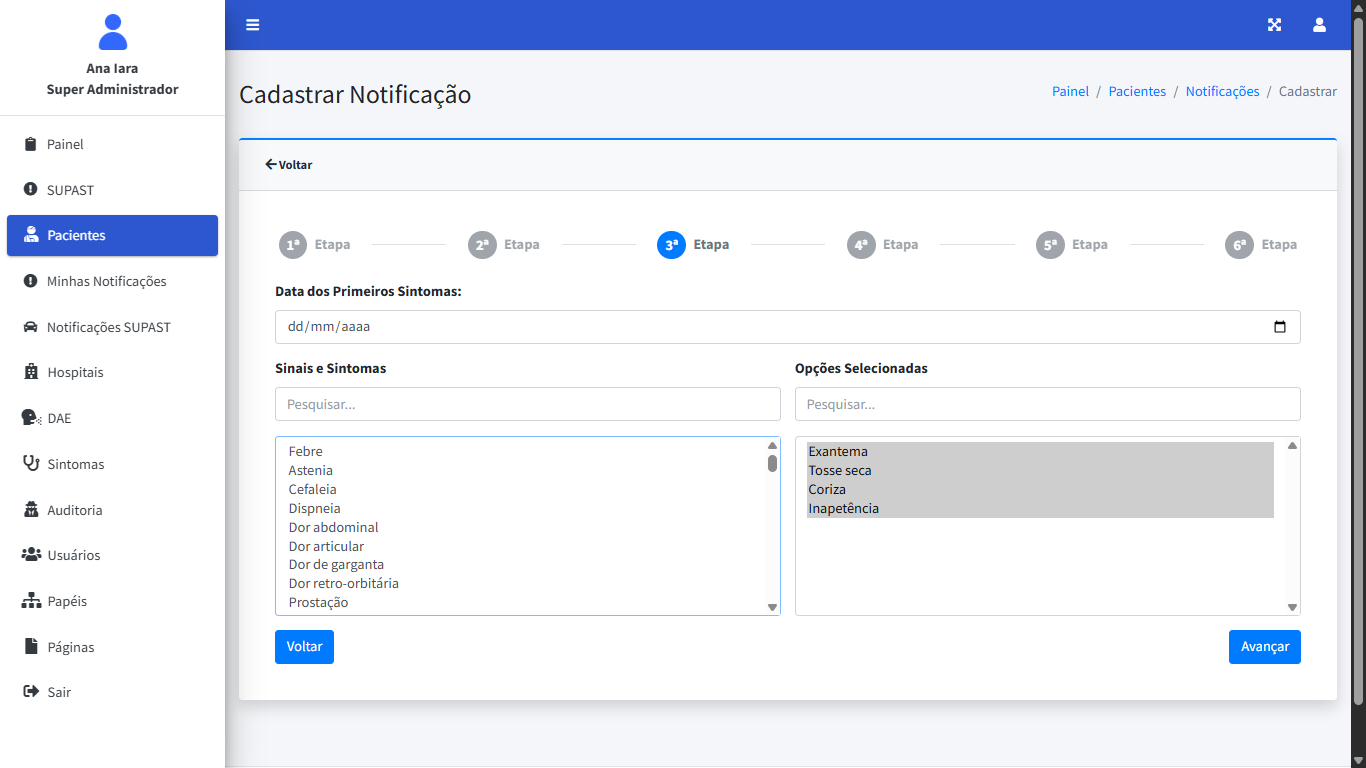 Ana Iara
Super Administrador
Painel
SUPAST
Pacientes
Minhas Notificações
Notificações SUPAST
Hospitais
DAE
Sintomas
Auditoria
Usuários
Papéis
Páginas
Sair
Cadastrar Notificação
Painel / Pacientes / Notificações / Cadastrar
Voltar
1ª Etapa 2ª Etapa 3ª Etapa 4ª Etapa 5ª Etapa 6ª Etapa
Data dos Primeiros Sintomas:
dd/mm/aaaa
Sinais e Sintomas
Pesquisar...
Febre
Astenia
Cefaleia
Dispneia
Dor abdominal
Dor articular
Dor de garganta
Dor retro-orbitária
Prostação
Opções Selecionadas
Pesquisar...
Exantema
Tosse seca
Coriza
Inapetência
Voltar
Avançar